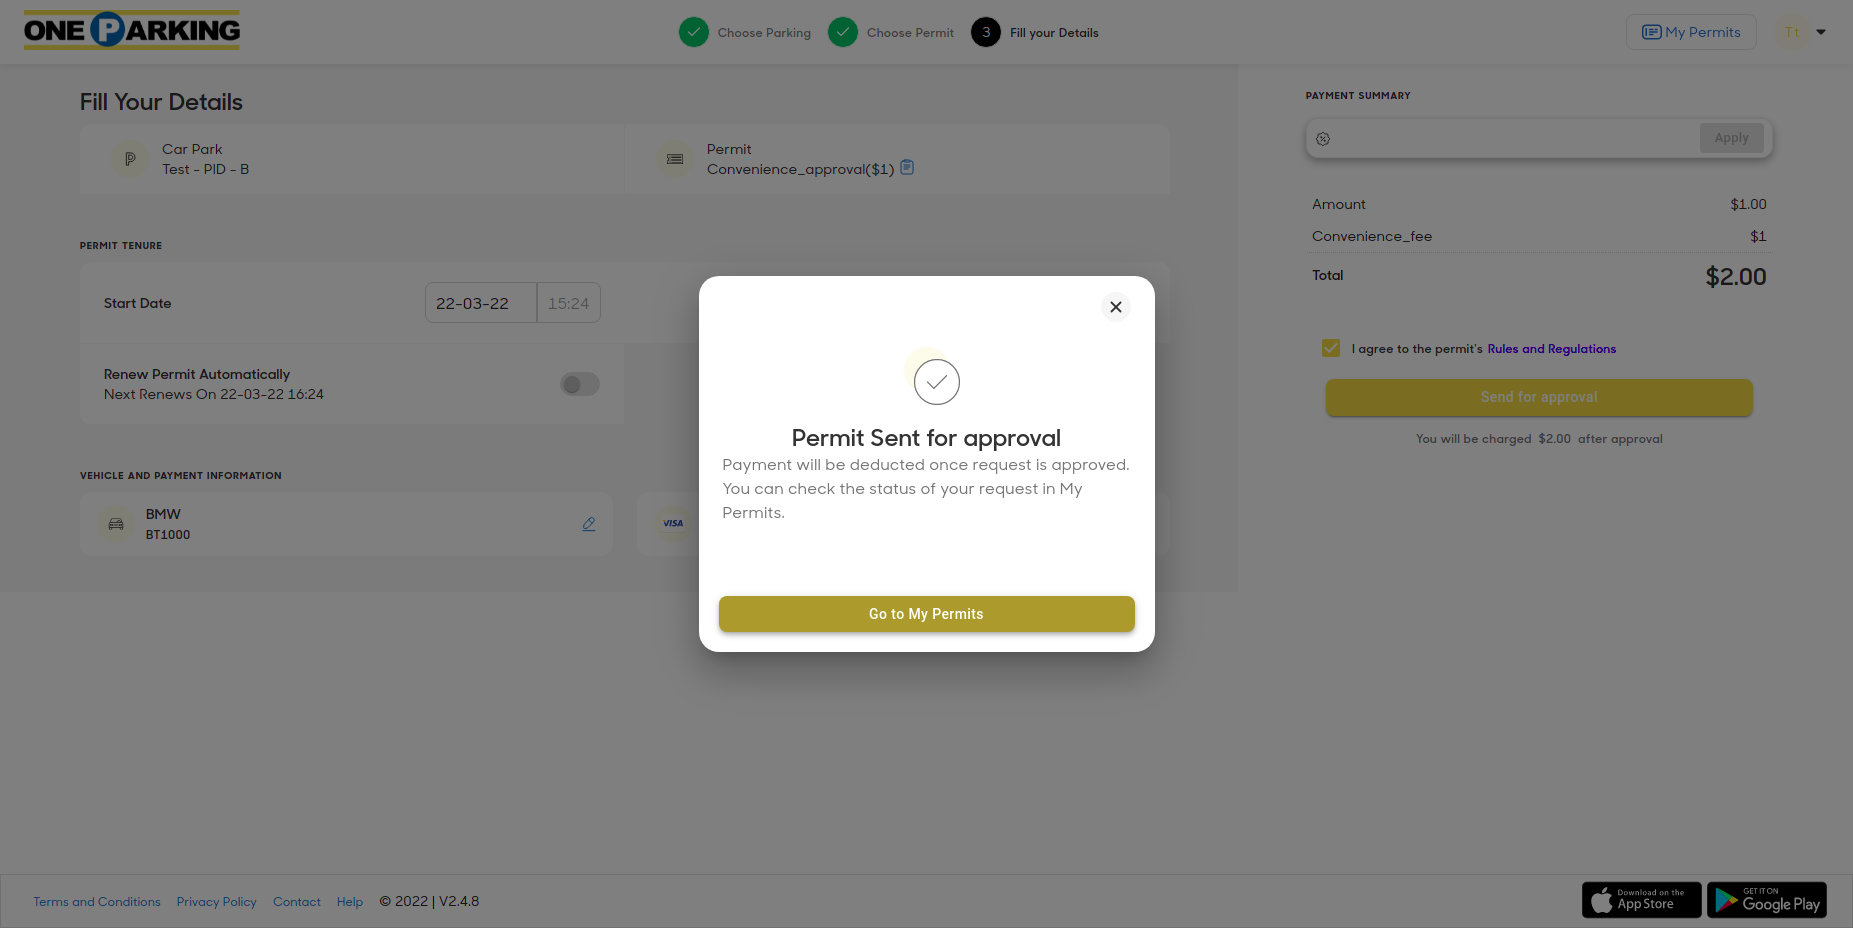 ONE PARKING
Choose Parking
Choose Permit
3 Fill your Details
My Permits
Tt
Fill Your Details
Car Park
Test - PID - B
Permit
Convenience_approval($1)
PERMIT TENURE
Start Date
22-03-22 15:24
Renew Permit Automatically
Next Renews On 22-03-22 16:24
VEHICLE AND PAYMENT INFORMATION
BMW
BT1000
VISA
PAYMENT SUMMARY
Apply
Amount $1.00
Convenience_fee $1
Total $2.00
I agree to the permit's Rules and Regulations
Send for approval
You will be charged $2.00 after approval
Permit Sent for approval
Payment will be deducted once request is approved.
You can check the status of your request in My
Permits.
Go to My Permits
Terms and Conditions Privacy Policy Contact Help © 2022 | V2.4.8
Download on the
App Store
GET IT ON
Google Play